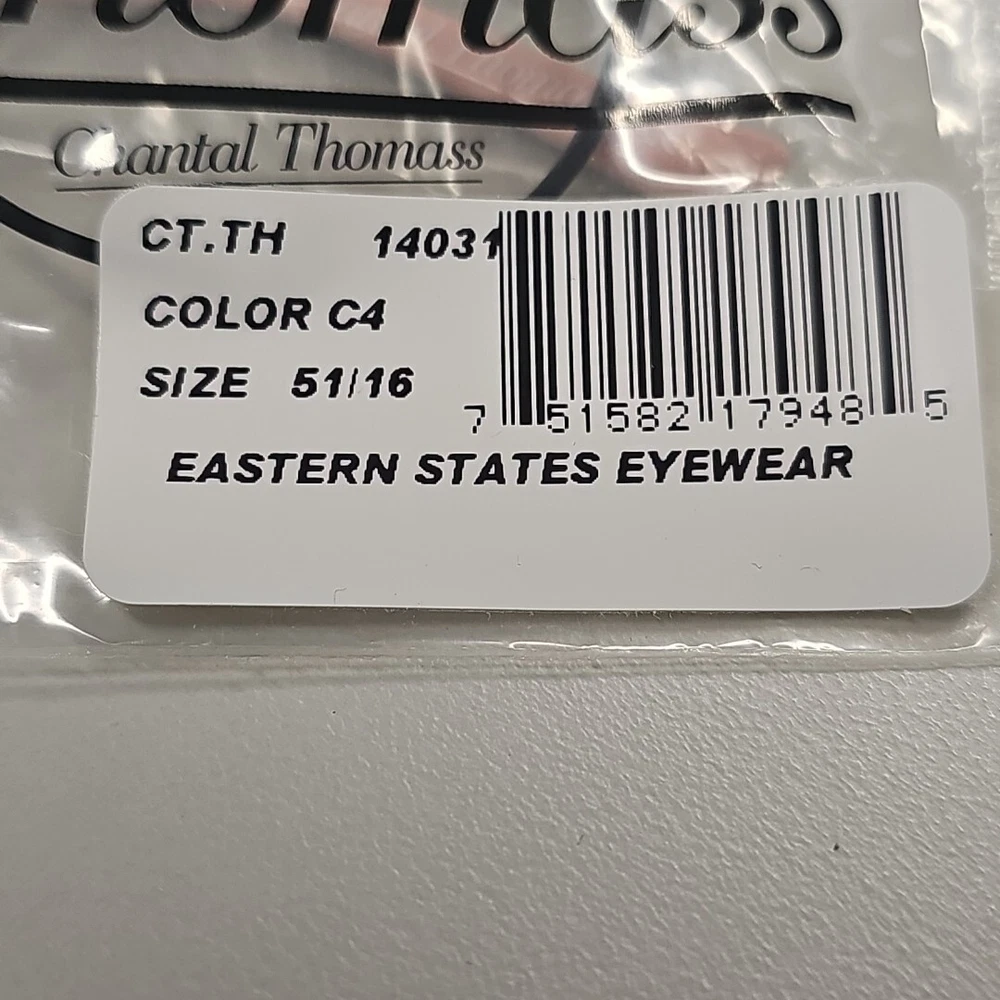 Chantal Thomass
CT.TH 14031
COLOR C4
SIZE 51/16
7 51582 17948 5
EASTERN STATES EYEWEAR